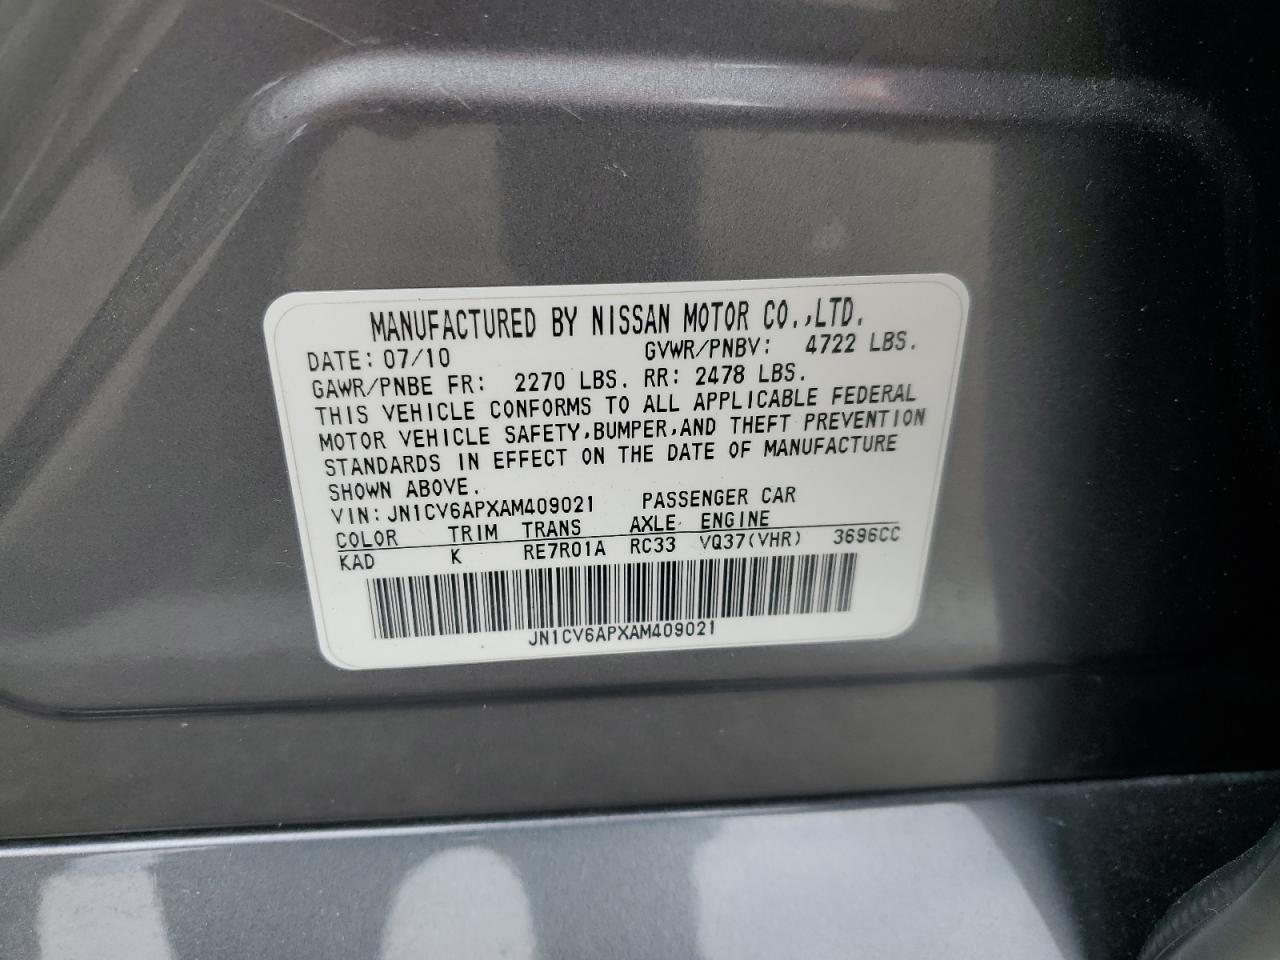 MANUFACTURED BY NISSAN MOTOR CO.,LTD.
DATE: 07/10 GVWR/PNBV: 4722 LBS.
GAWR/PNBE FR: 2270 LBS. RR: 2478 LBS.
THIS VEHICLE CONFORMS TO ALL APPLICABLE FEDERAL
MOTOR VEHICLE SAFETY,BUMPER,AND THEFT PREVENTION
STANDARDS IN EFFECT ON THE DATE OF MANUFACTURE
SHOWN ABOVE.
VIN: JN1CV6APXAM409021 PASSENGER CAR
COLOR TRIM TRANS AXLE ENGINE
KAD K RE7R01A RC33 VQ37(VHR) 3696CC
JN1CV6APXAM409021